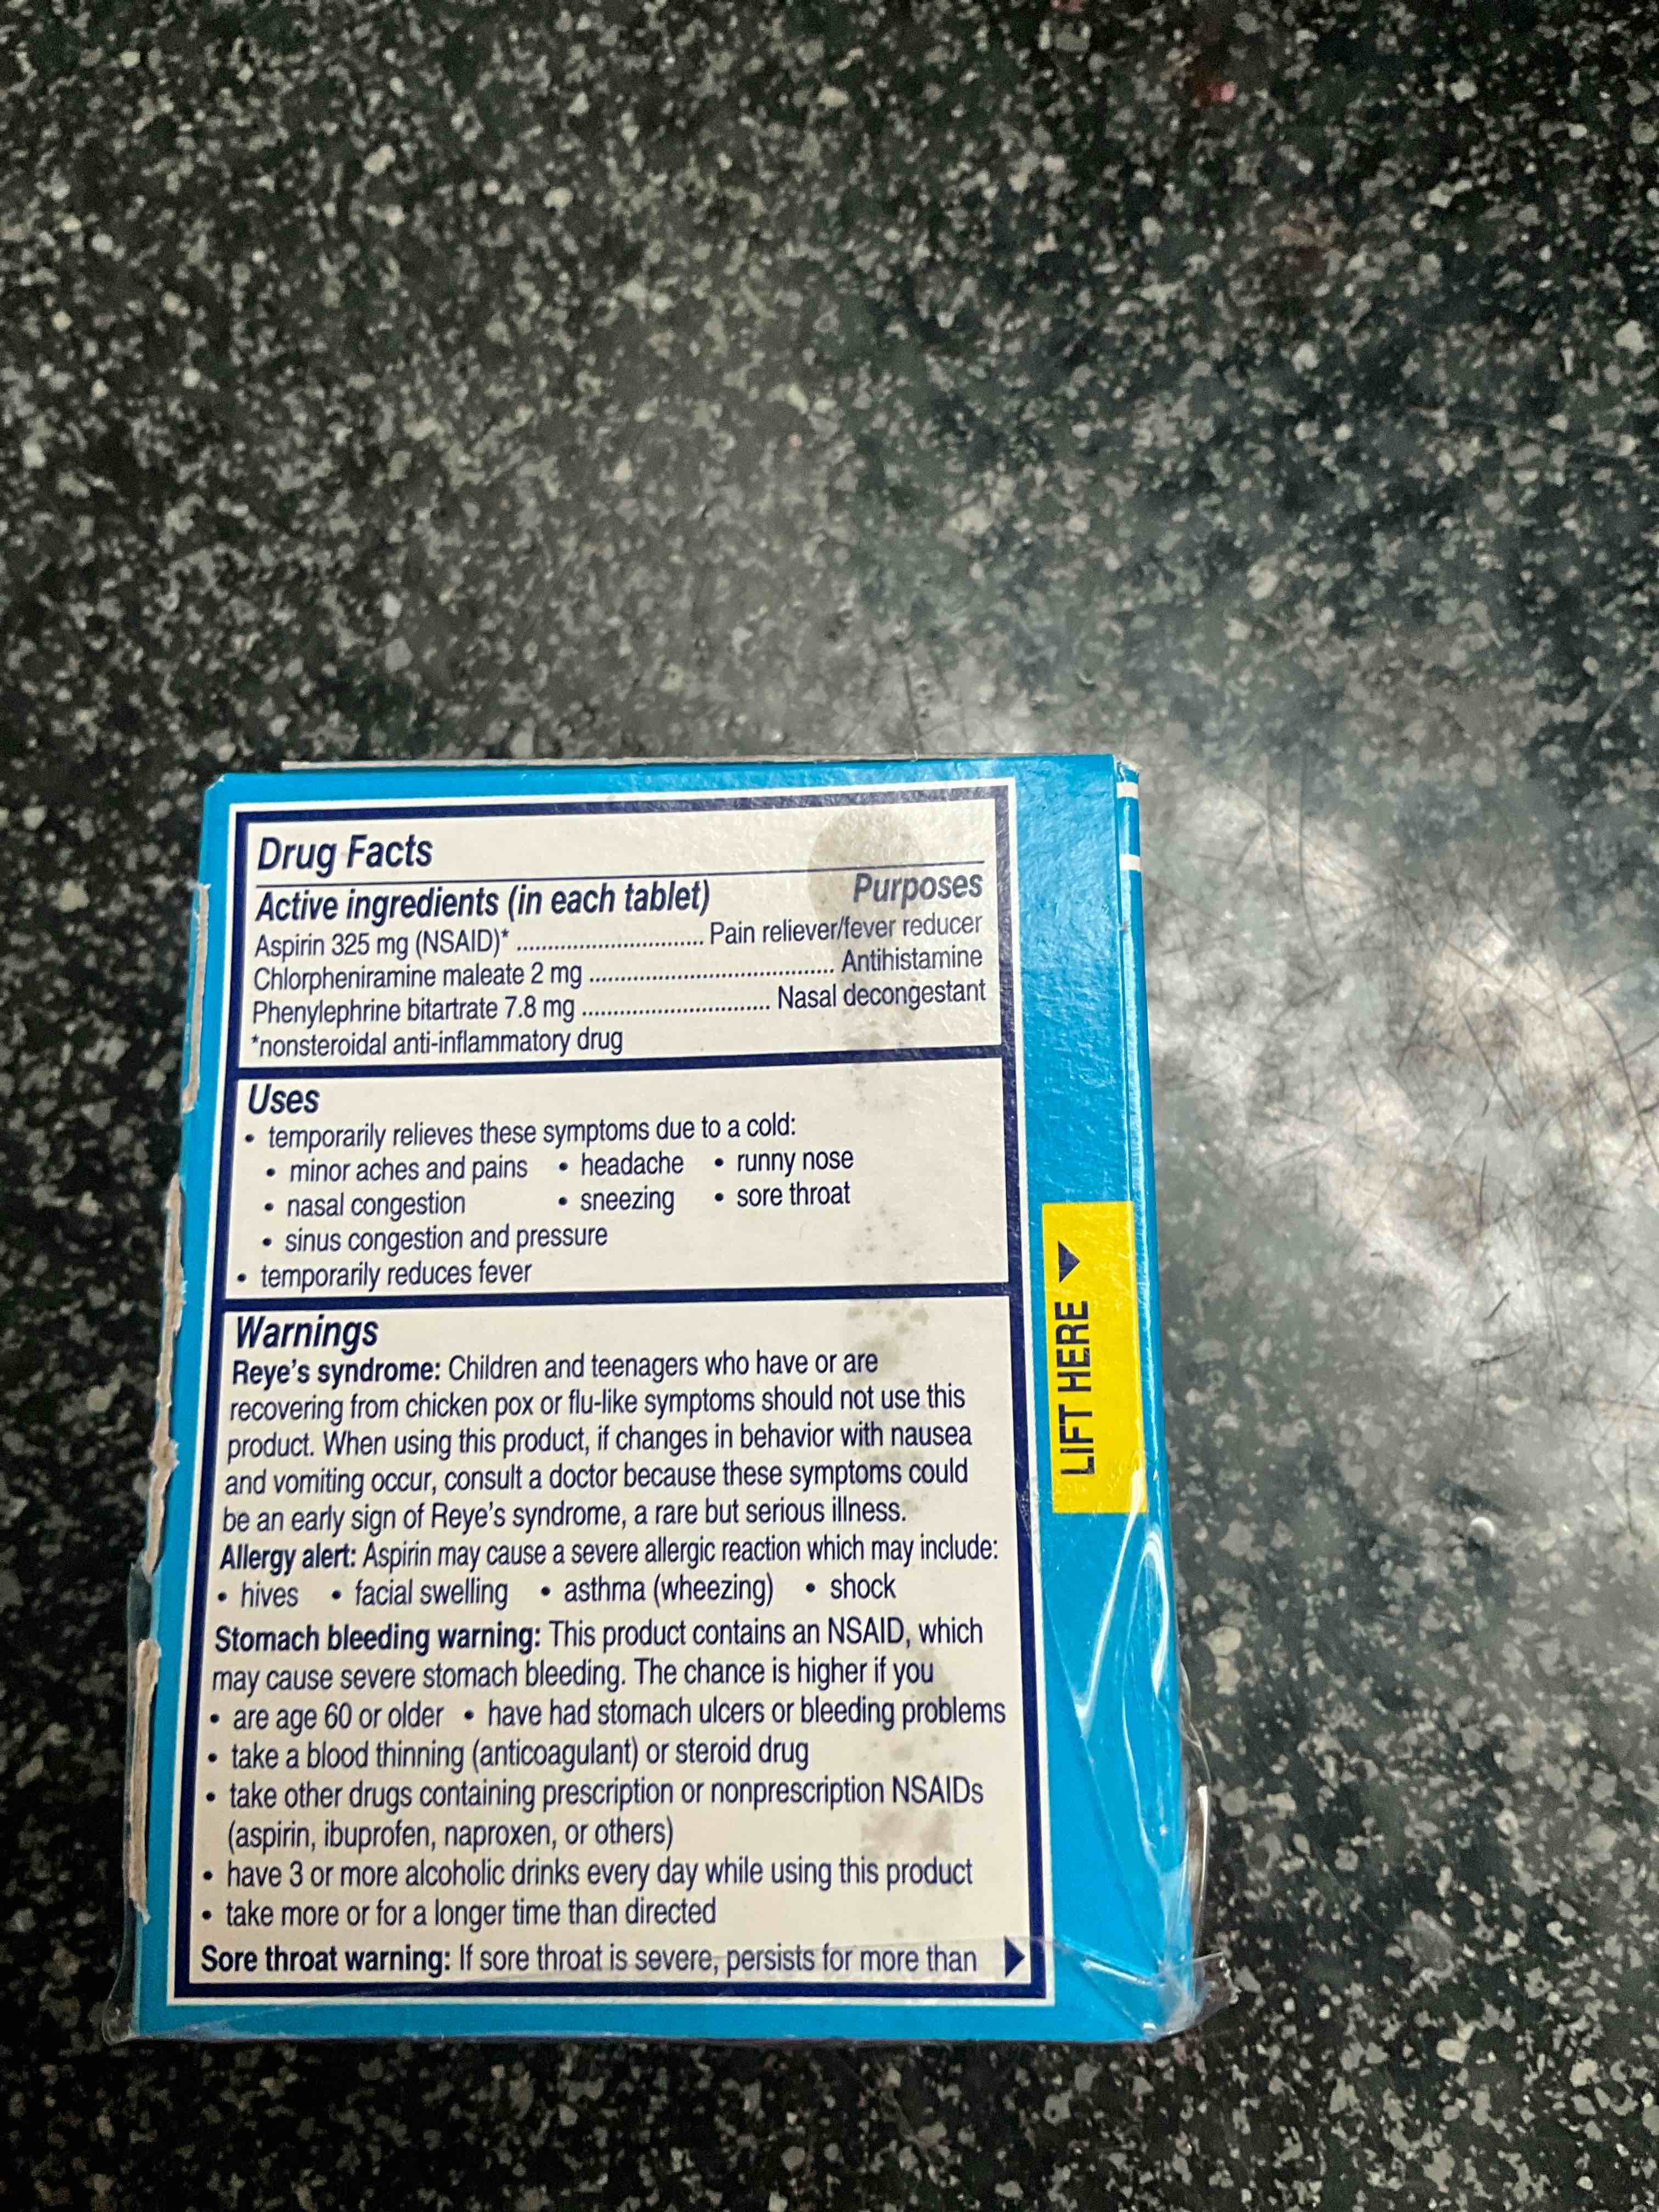 Drug Facts
Active ingredients (in each tablet) Purposes
Aspirin 325 mg (NSAID)* .............................. Pain reliever/fever reducer
Chlorpheniramine maleate 2 mg ...................................... Antihistamine
Phenylephrine bitartrate 7.8 mg ............................. Nasal decongestant
*nonsteroidal anti-inflammatory drug
Uses
• temporarily relieves these symptoms due to a cold:
• minor aches and pains • headache • runny nose
• nasal congestion • sneezing • sore throat
• sinus congestion and pressure
• temporarily reduces fever
Warnings
Reye's syndrome: Children and teenagers who have or are
recovering from chicken pox or flu-like symptoms should not use this
product. When using this product, if changes in behavior with nausea
and vomiting occur, consult a doctor because these symptoms could
be an early sign of Reye's syndrome, a rare but serious illness.
Allergy alert: Aspirin may cause a severe allergic reaction which may include:
• hives • facial swelling • asthma (wheezing) • shock
Stomach bleeding warning: This product contains an NSAID, which
may cause severe stomach bleeding. The chance is higher if you
• are age 60 or older • have had stomach ulcers or bleeding problems
• take a blood thinning (anticoagulant) or steroid drug
• take other drugs containing prescription or nonprescription NSAIDs
(aspirin, ibuprofen, naproxen, or others)
• have 3 or more alcoholic drinks every day while using this product
• take more or for a longer time than directed
Sore throat warning: If sore throat is severe, persists for more than
LIFT HERE